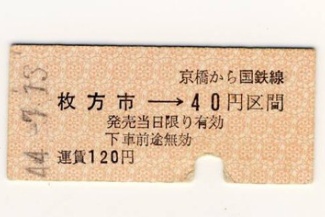 44.-7.13
京橋から国鉄線
枚方市→40円区間
発売当日限り有効
下車前途無効
運賃120円